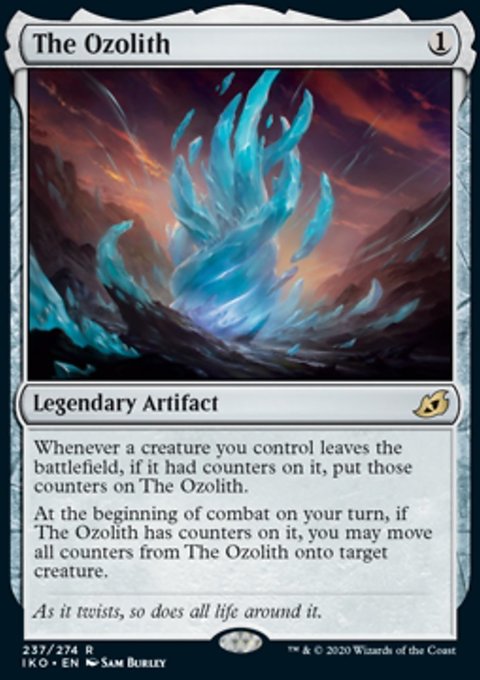 The Ozolith 1
Legendary Artifact
Whenever a creature you control leaves the
battlefield, if it had counters on it, put those
counters on The Ozolith.
At the beginning of combat on your turn, if
The Ozolith has counters on it, you may move
all counters from The Ozolith onto target
creature.
As it twists, so does all life around it.
237/274 R
IKO • EN Sam Burley
™ & © 2020 Wizards of the Coast